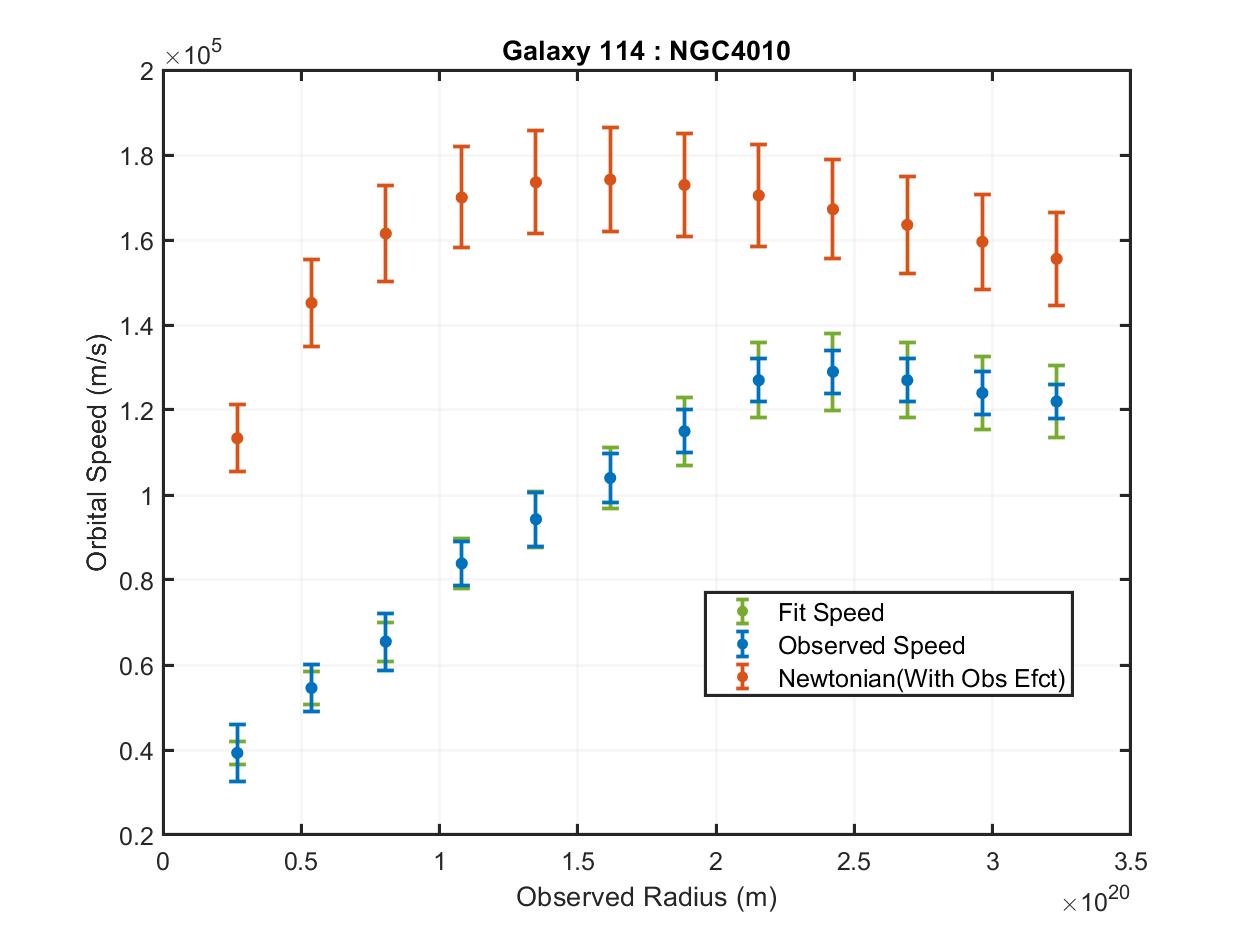 Galaxy 114 : NGC4010
×10^5
2
1.8
1.6
1.4
1.2
1
0.8
0.6
0.4
0.2
Orbital Speed (m/s)
Fit Speed
Observed Speed
Newtonian(With Obs Efct)
0 0.5 1 1.5 2 2.5 3 3.5
Observed Radius (m)
×10^20